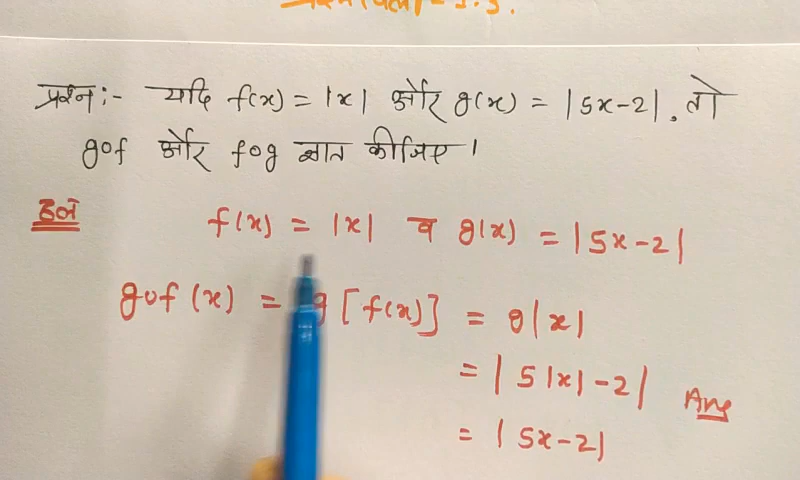 प्रश्न:- यदि f(x) = |x| और g(x) = |5x-2|, तो
gof और fog ज्ञात कीजिए।
हल f(x) = |x| व g(x) = |5x-2|
gof(x) = g[f(x)] = g|x|
= |5|x|-2| Ans
= |5x-2|